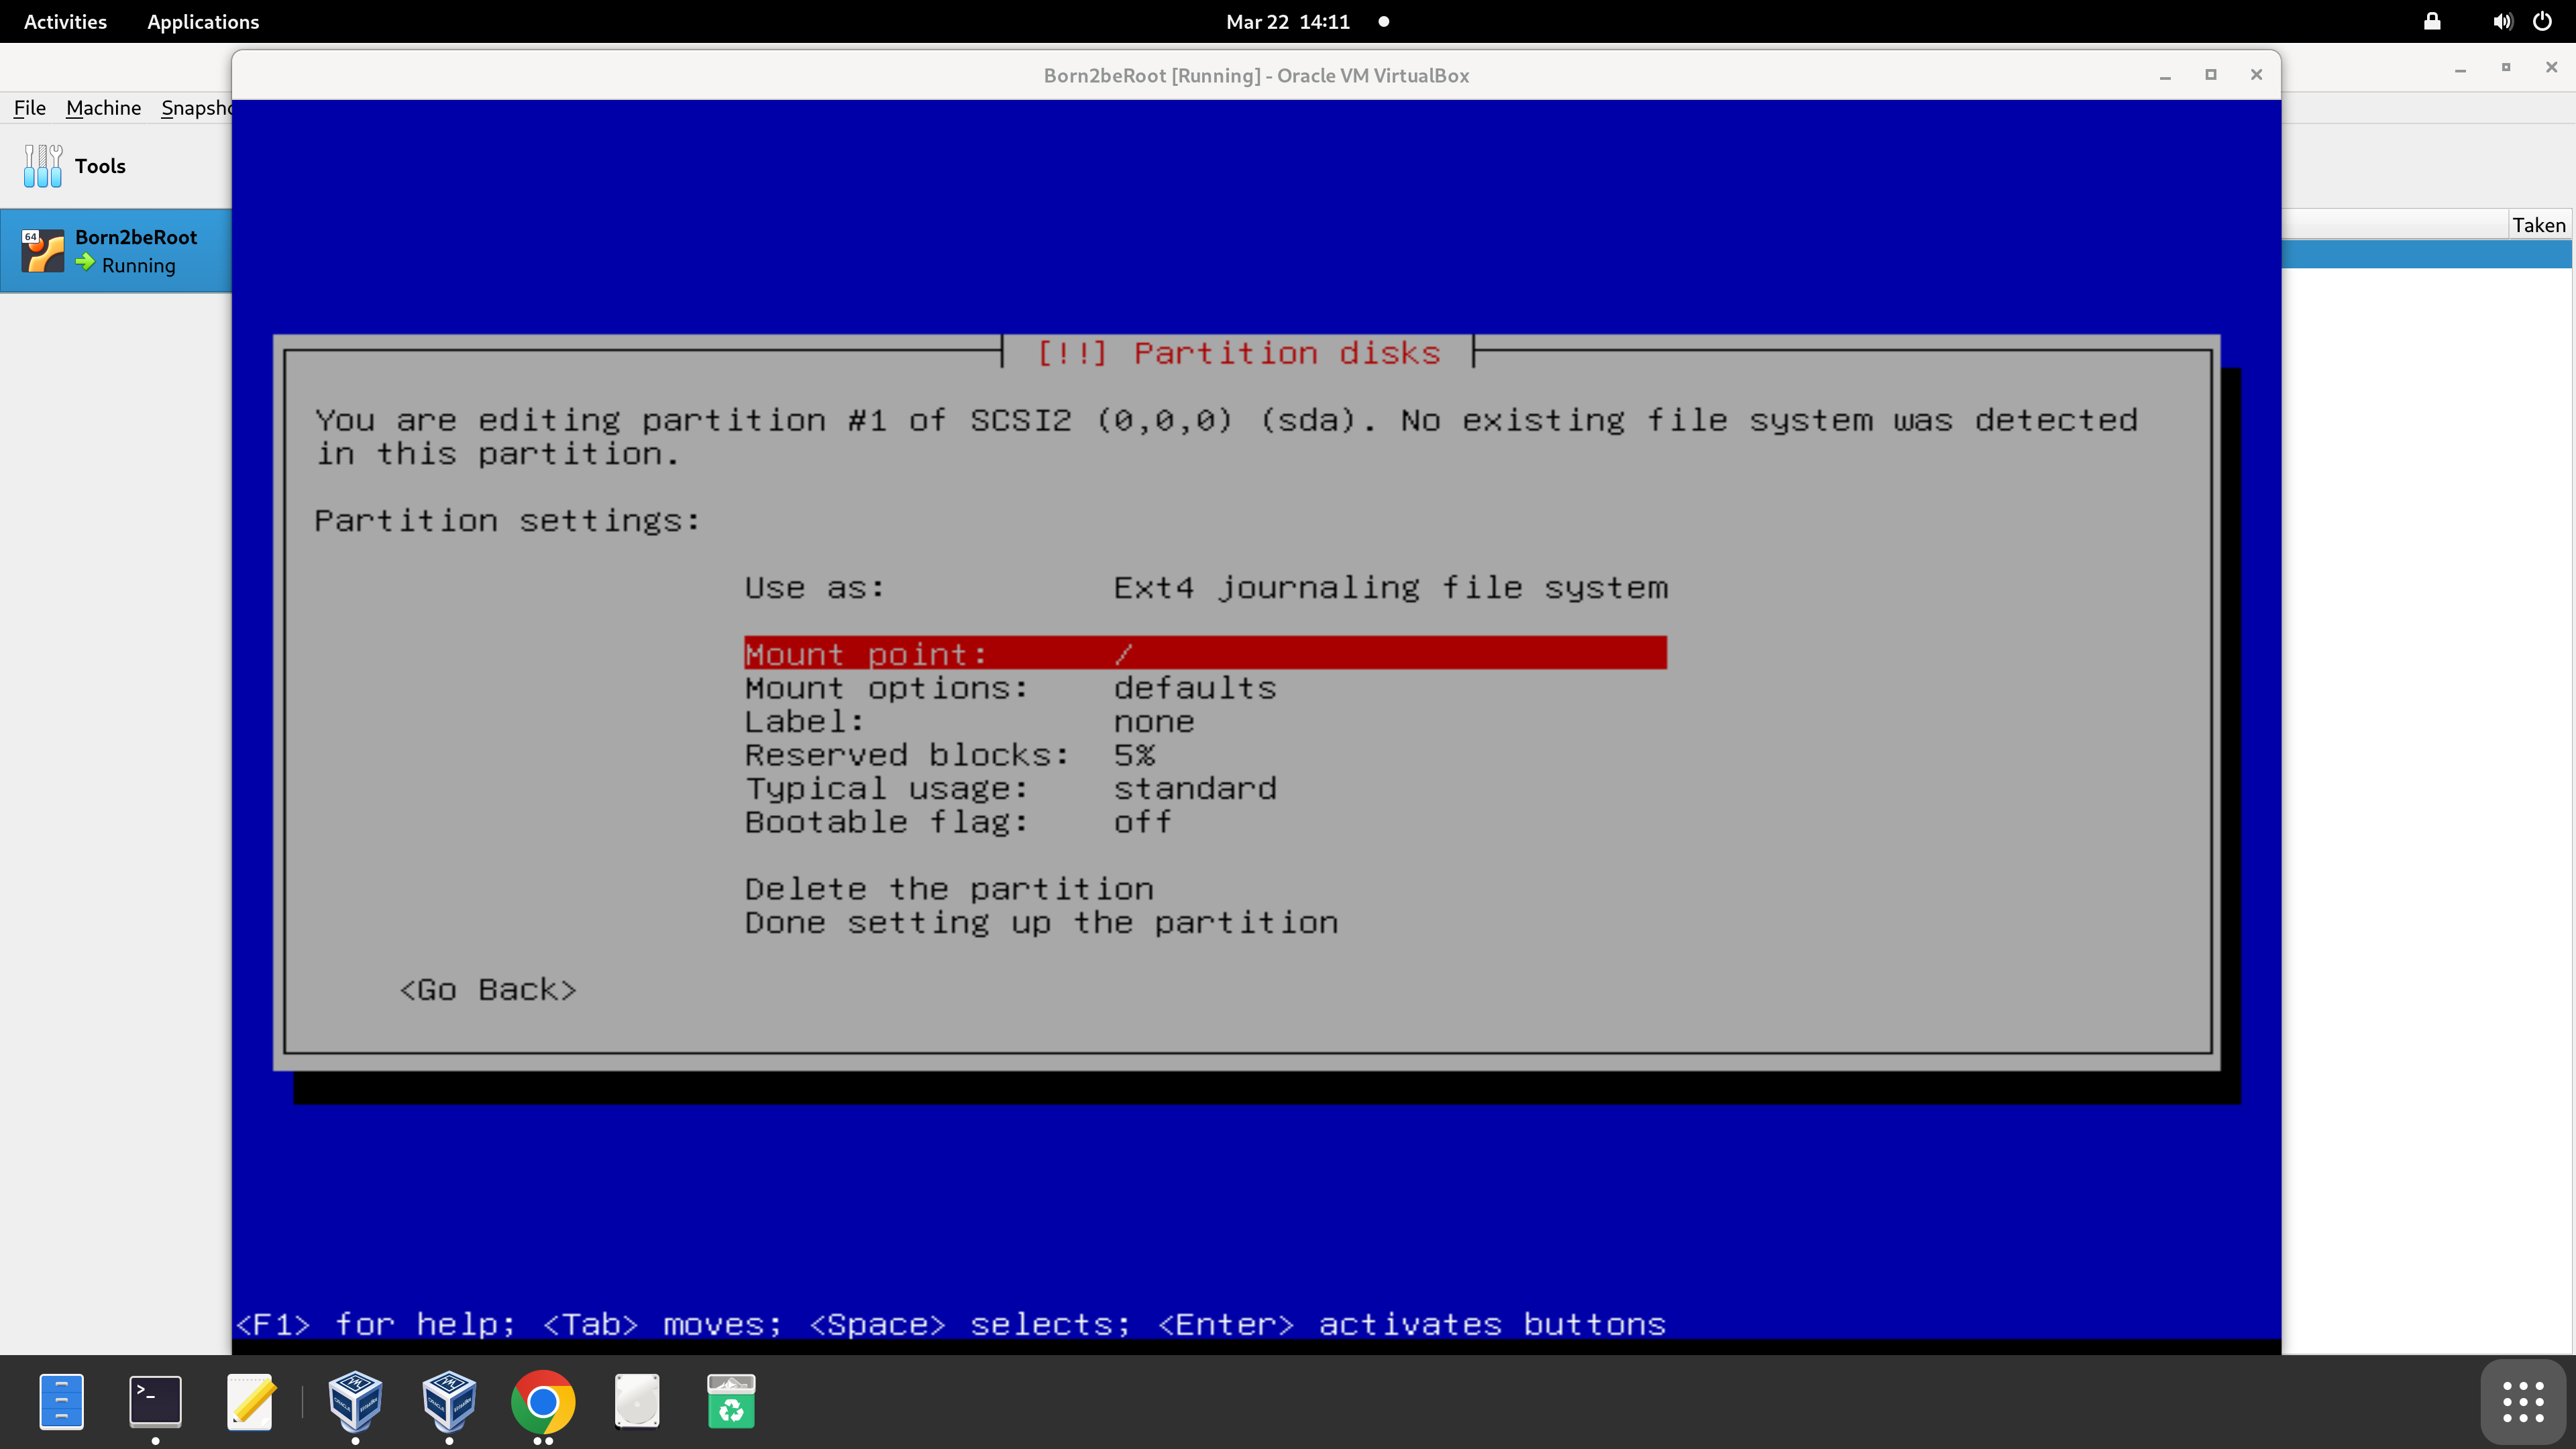 Activities Applications Mar 22 14:11
Born2beRoot [Running] - Oracle VM VirtualBox
File Machine Snapsho
Tools
Taken
64 Born2beRoot
Running
[!!] Partition disks
You are editing partition #1 of SCSI2 (0,0,0) (sda). No existing file system was detected
in this partition.
Partition settings:
Use as: Ext4 journaling file system
Mount point: /
Mount options: defaults
Label: none
Reserved blocks: 5%
Typical usage: standard
Bootable flag: off
Delete the partition
Done setting up the partition
<Go Back>
<F1> for help; <Tab> moves; <Space> selects; <Enter> activates buttons